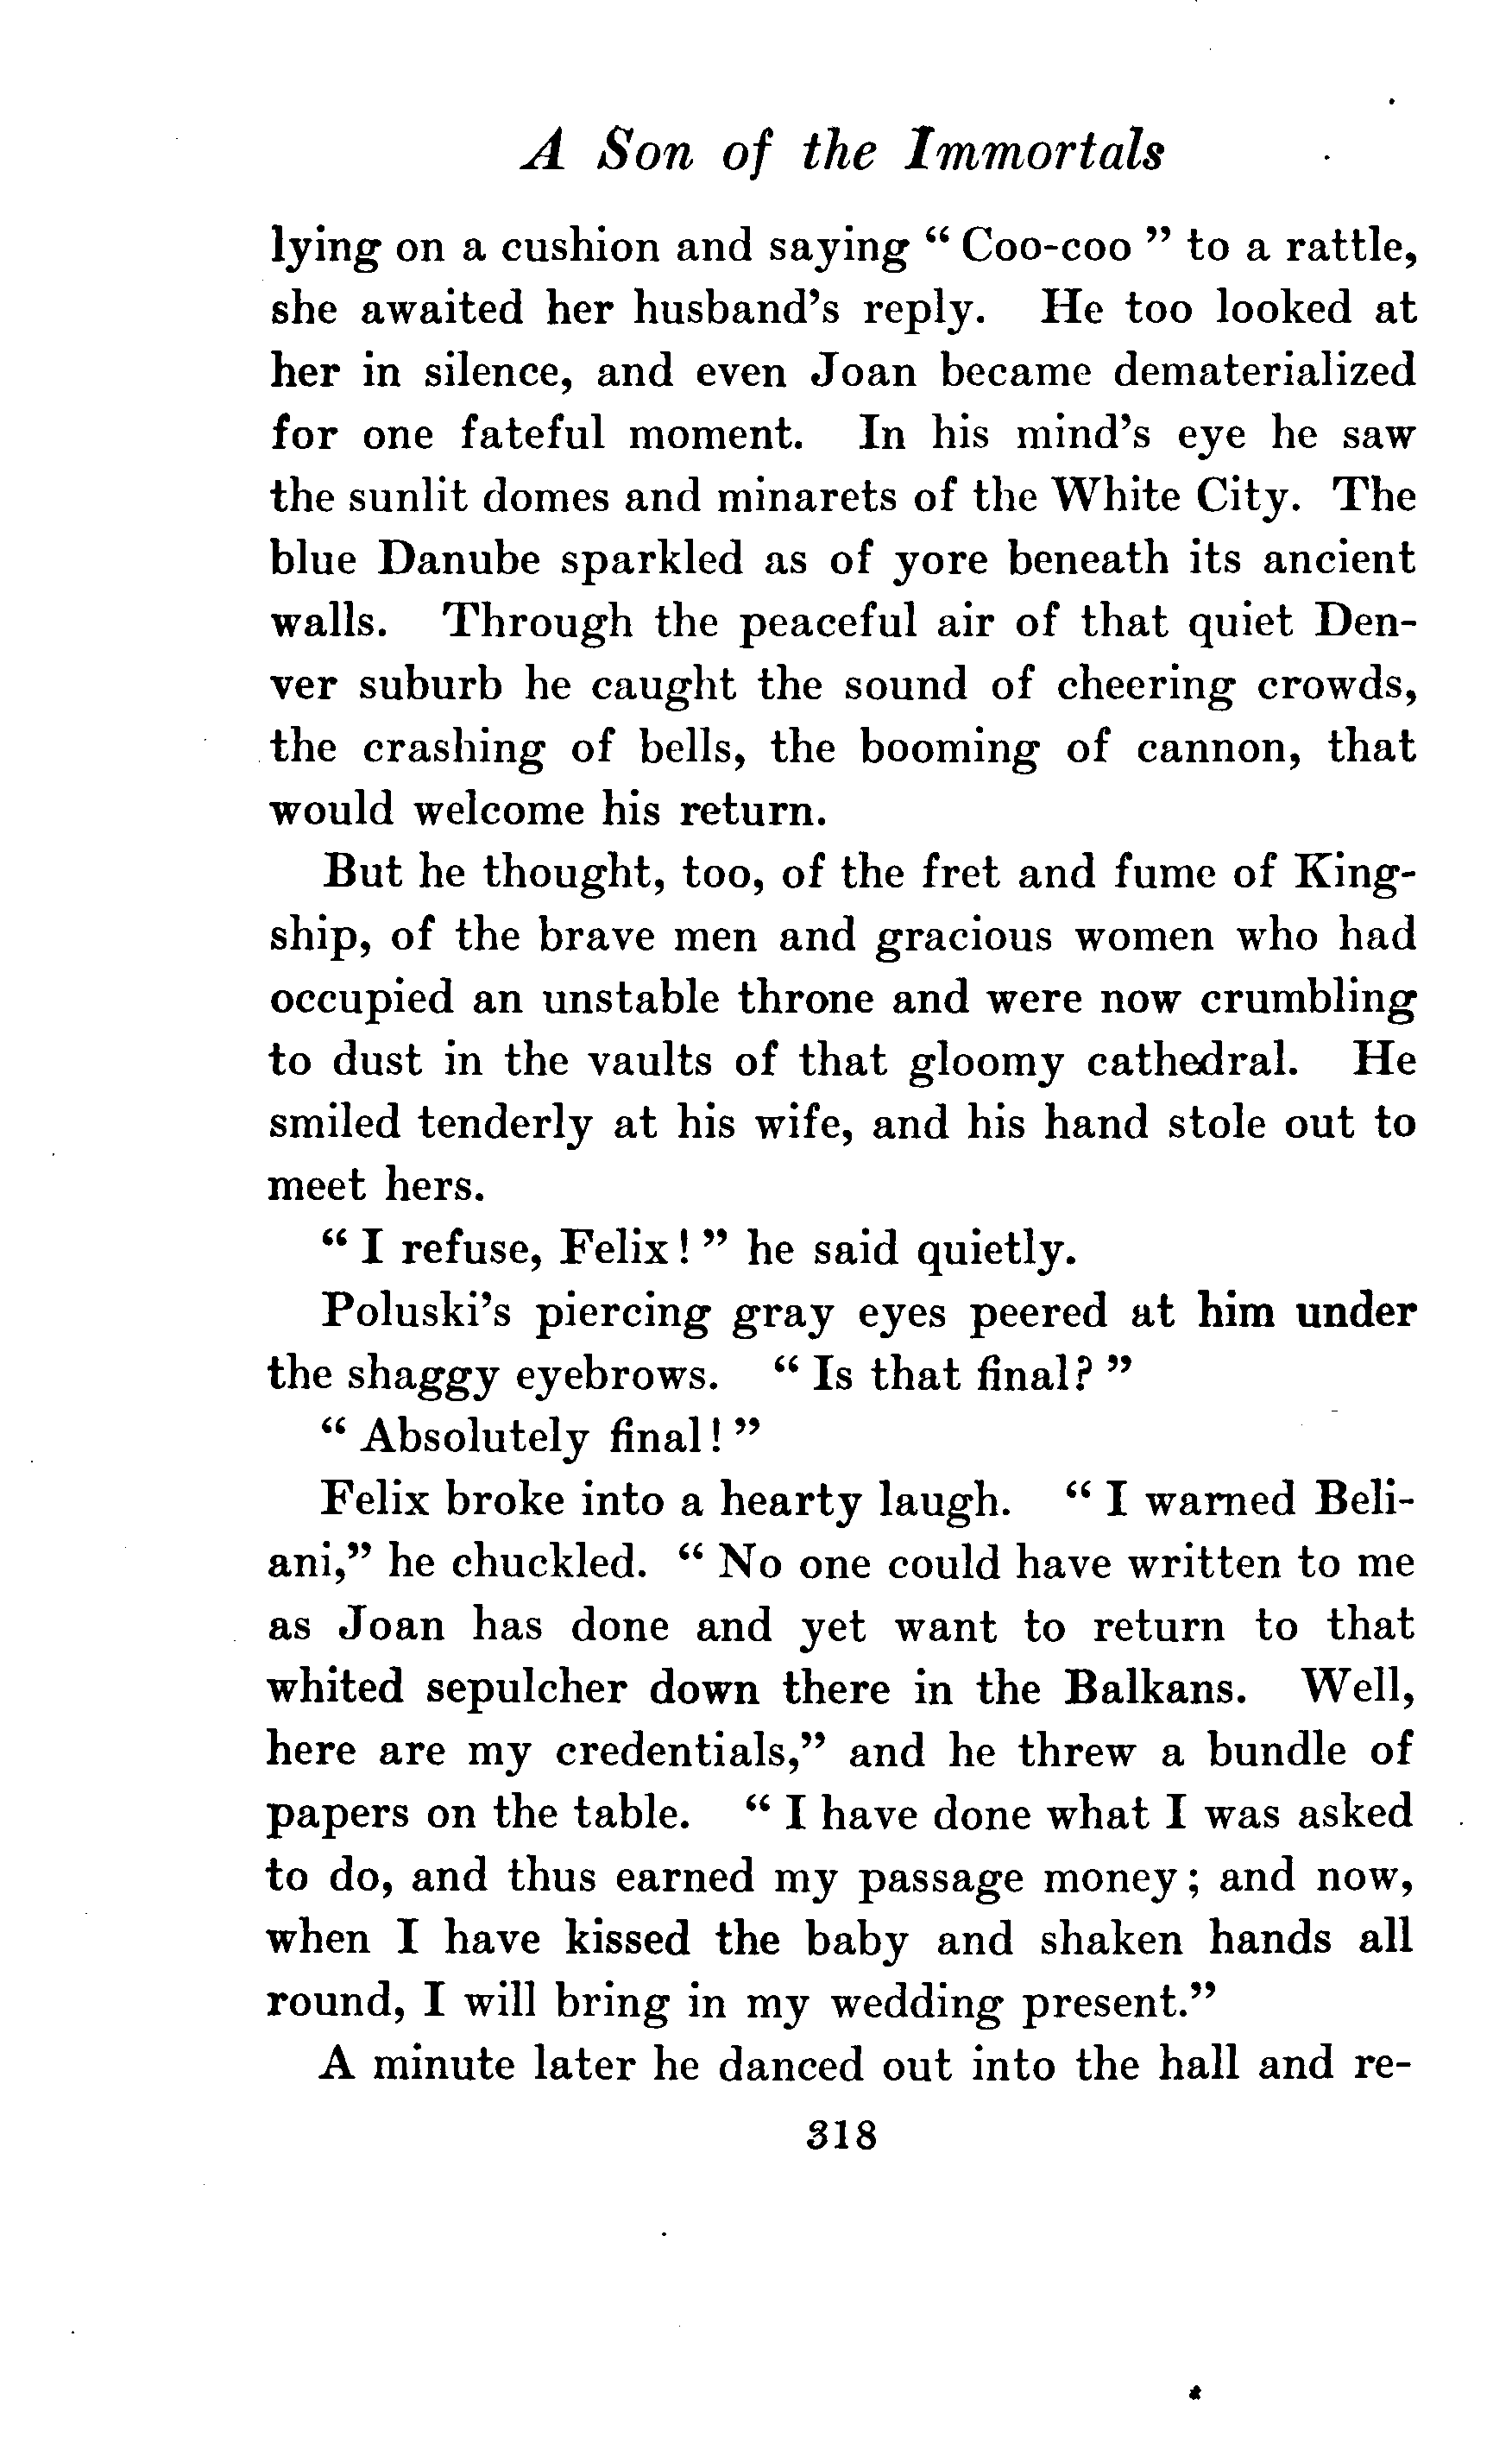 A Son of the Immortals
lying on a cushion and saying “ Coo-coo ” to a rattle,
she awaited her husband’s reply. He too looked at
her in silence, and even Joan became dematerialized
for one fateful moment. In his mind’s eye he saw
the sunlit domes and minarets of the White City. The
blue Danube sparkled as of yore beneath its ancient
walls. Through the peaceful air of that quiet Den-
ver suburb he caught the sound of cheering crowds,
the crashing of bells, the booming of cannon, that
would welcome his return.
But he thought, too, of the fret and fume of King-
ship, of the brave men and gracious women who had
occupied an unstable throne and were now crumbling
to dust in the vaults of that gloomy cathedral. He
smiled tenderly at his wife, and his hand stole out to
meet hers.
“ I refuse, Felix! ” he said quietly.
Poluski’s piercing gray eyes peered at him under
the shaggy eyebrows. “ Is that final? ”
“ Absolutely final! ”
Felix broke into a hearty laugh. “ I warned Beli-
ani,” he chuckled. “ No one could have written to me
as Joan has done and yet want to return to that
whited sepulcher down there in the Balkans. Well,
here are my credentials,” and he threw a bundle of
papers on the table. “ I have done what I was asked
to do, and thus earned my passage money; and now,
when I have kissed the baby and shaken hands all
round, I will bring in my wedding present.”
A minute later he danced out into the hall and re-
318